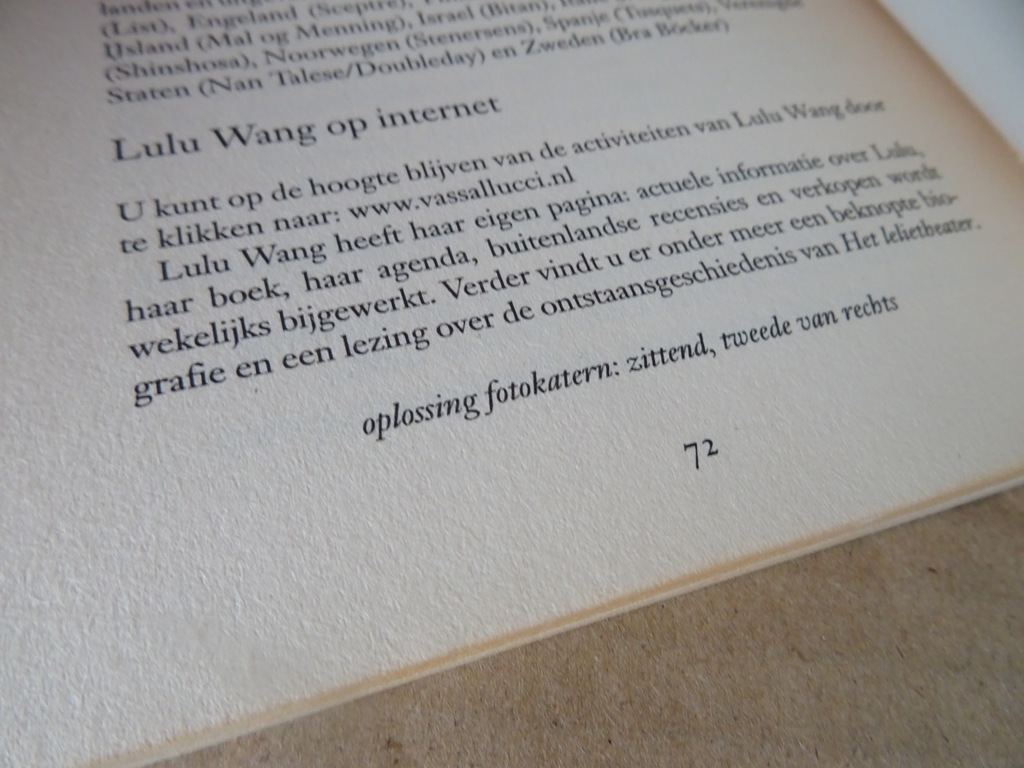 landen en
(List), Engeland (Sceptre),
IJsland (Mal og Menning), Israel (Bitan),
(Shinshosa), Noorwegen (Stenersens), Spanje (Tusquets), Verenigde
Staten (Nan Talese/Doubleday) en Zweden (Bra Böcker)
Lulu Wang op internet
U kunt op de hoogte blijven van de activiteiten van Lulu Wang door
te klikken naar: www.vassallucci.nl
Lulu Wang heeft haar eigen pagina: actuele informatie over Lulu,
haar boek, haar agenda, buitenlandse recensies en verkopen wordt
wekelijks bijgewerkt. Verder vindt u er onder meer een beknopte bio-
grafie en een lezing over de ontstaansgeschiedenis van Het lelietheater.
oplossing fotokatern: zittend, tweede van rechts
72